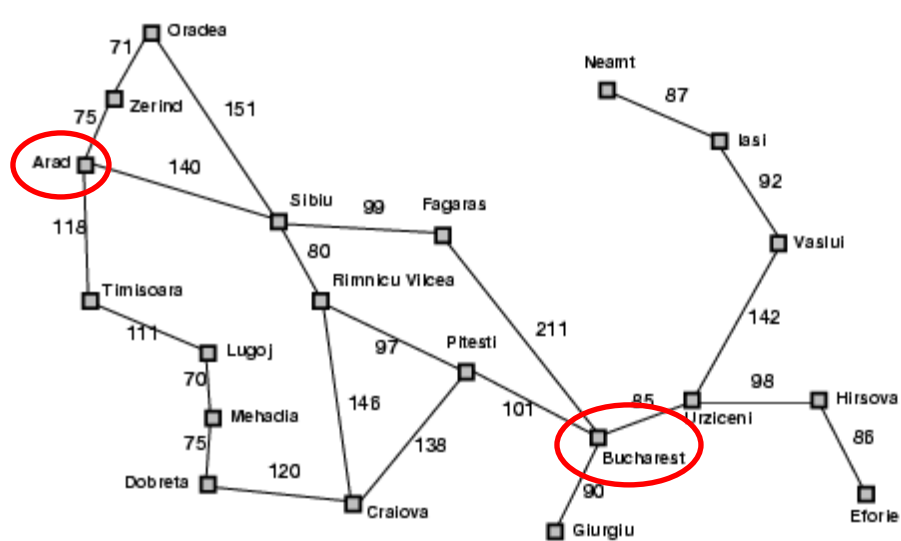 Oradea
71
Neamt
87
Zerind
151
75
Iasi
Arad
140
92
Sibiu
99
Fagaras
118
80
Vaslui
Timisoara
Rimnicu Vilcea
142
111
211
Lugoj
97
Pitesti
70
98
Hirsova
146
101
85
Urziceni
Mehadia
75
138
86
Bucharest
120
Dobreta
90
Craiova
Eforie
Giurgiu